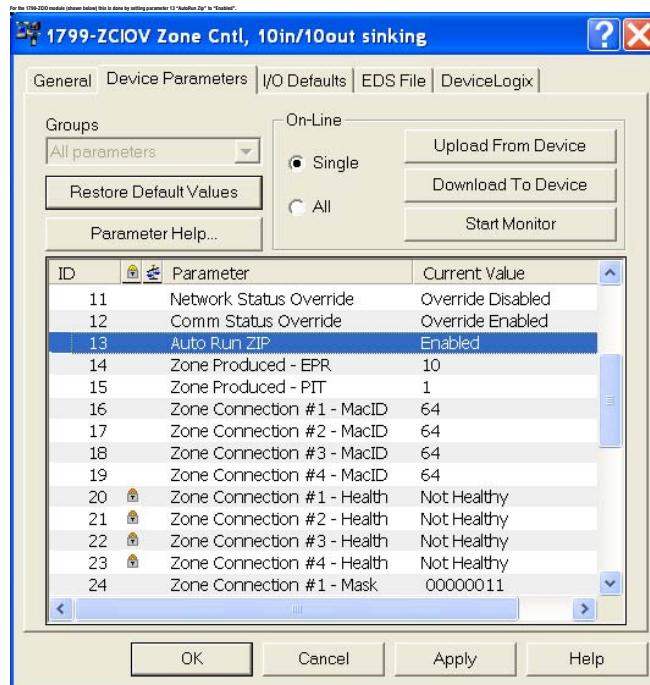 For the 1799-ZCIO module (shown below) this is done by setting parameter 13 "AutoRun Zip" to "Enabled".
1799-ZCIOV Zone Cntl, 10in/10out sinking
General Device Parameters I/O Defaults EDS File DeviceLogix
Groups
All parameters
Restore Default Values
Parameter Help...
On-Line
Single
All
Upload From Device
Download To Device
Start Monitor
ID Parameter Current Value
11 Network Status Override Override Disabled
12 Comm Status Override Override Enabled
13 Auto Run ZIP Enabled
14 Zone Produced - EPR 10
15 Zone Produced - PIT 1
16 Zone Connection #1 - MacID 64
17 Zone Connection #2 - MacID 64
18 Zone Connection #3 - MacID 64
19 Zone Connection #4 - MacID 64
20 Zone Connection #1 - Health Not Healthy
21 Zone Connection #2 - Health Not Healthy
22 Zone Connection #3 - Health Not Healthy
23 Zone Connection #4 - Health Not Healthy
24 Zone Connection #1 - Mask 00000011
OK Cancel Apply Help